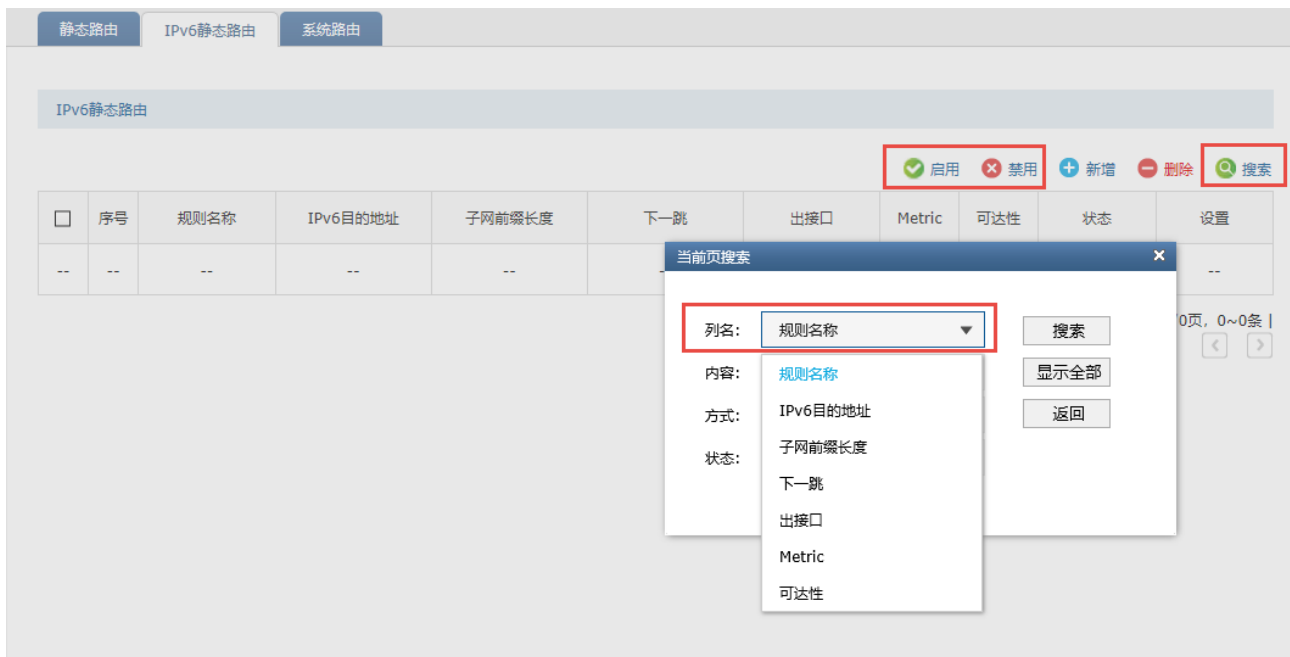 静态路由 IPv6静态路由 系统路由
IPv6静态路由
启用 禁用 新增 删除 搜索
序号 规则名称 IPv6目的地址 子网前缀长度 下一跳 出接口 Metric 可达性 状态 设置
-- -- -- -- -- --
当前页搜索
列名: 规则名称 搜索
0页, 0~0条 |
内容: 规则名称 显示全部
方式: IPv6目的地址 返回
子网前缀长度
状态:
下一跳
出接口
Metric
可达性